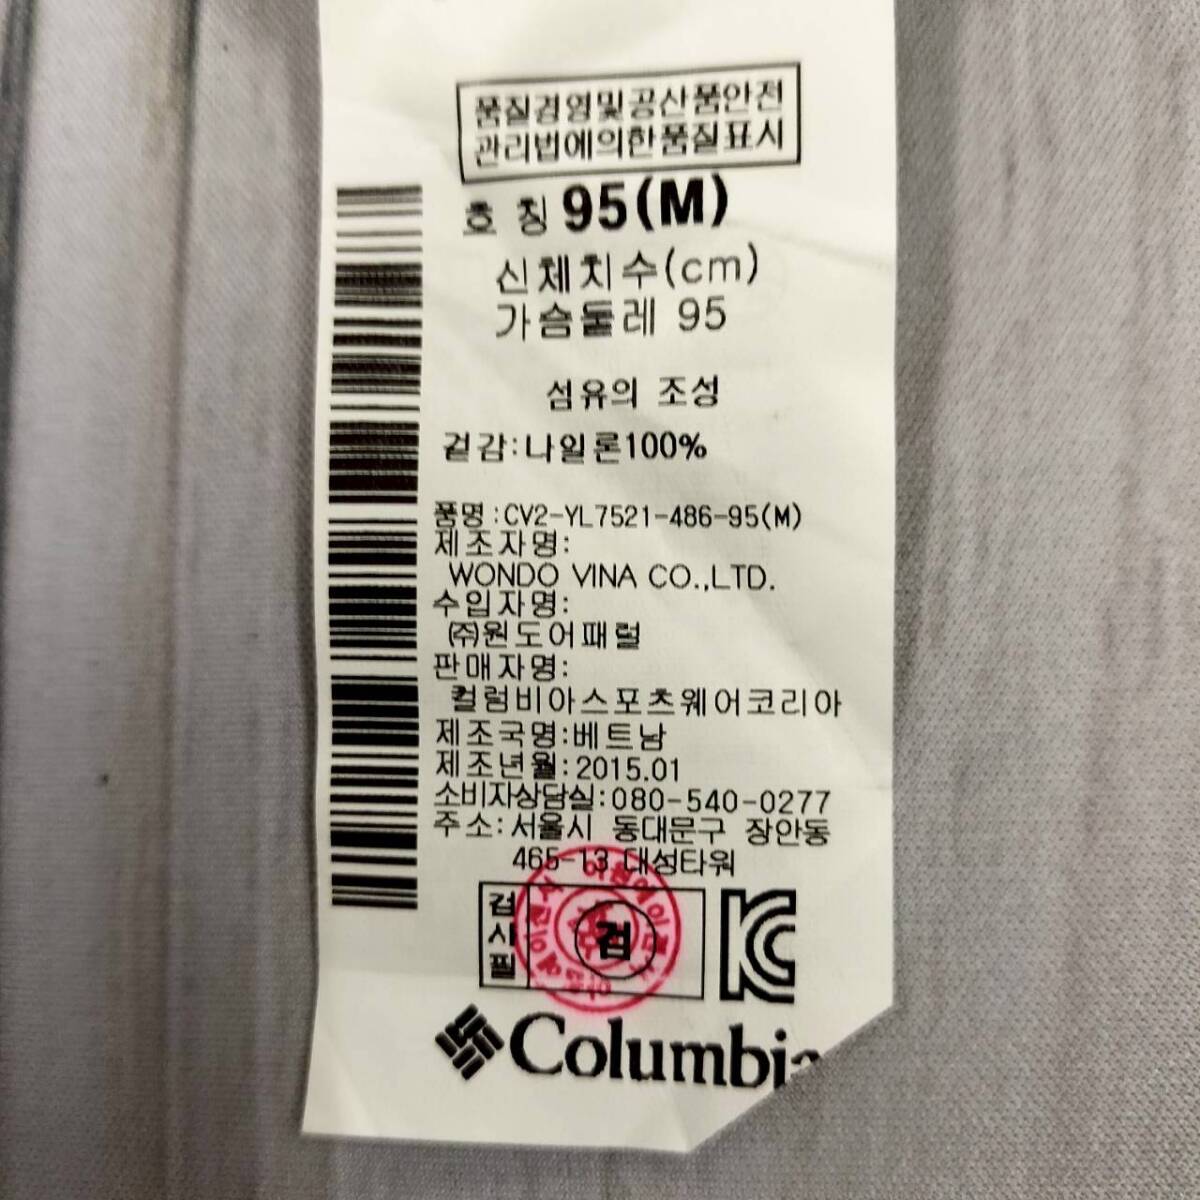 품질경영및공산품안전
관리법에의한품질표시
호 칭 95(M)
신체치수(cm)
가슴둘레 95
섬유의 조성
겉감:나일론100%
품명:CV2-YL7521-486-95(M)
제조자명:
WONDO VINA CO.,LTD.
수입자명:
㈜원도어패럴
판매자명:
컬럼비아스포츠웨어코리아
제조국명:베트남
제조년월:2015.01
소비자상담실:080-540-0277
주소:서울시 동대문구 장안동
465-13 대성타워
검사필
검
KC
Columbia